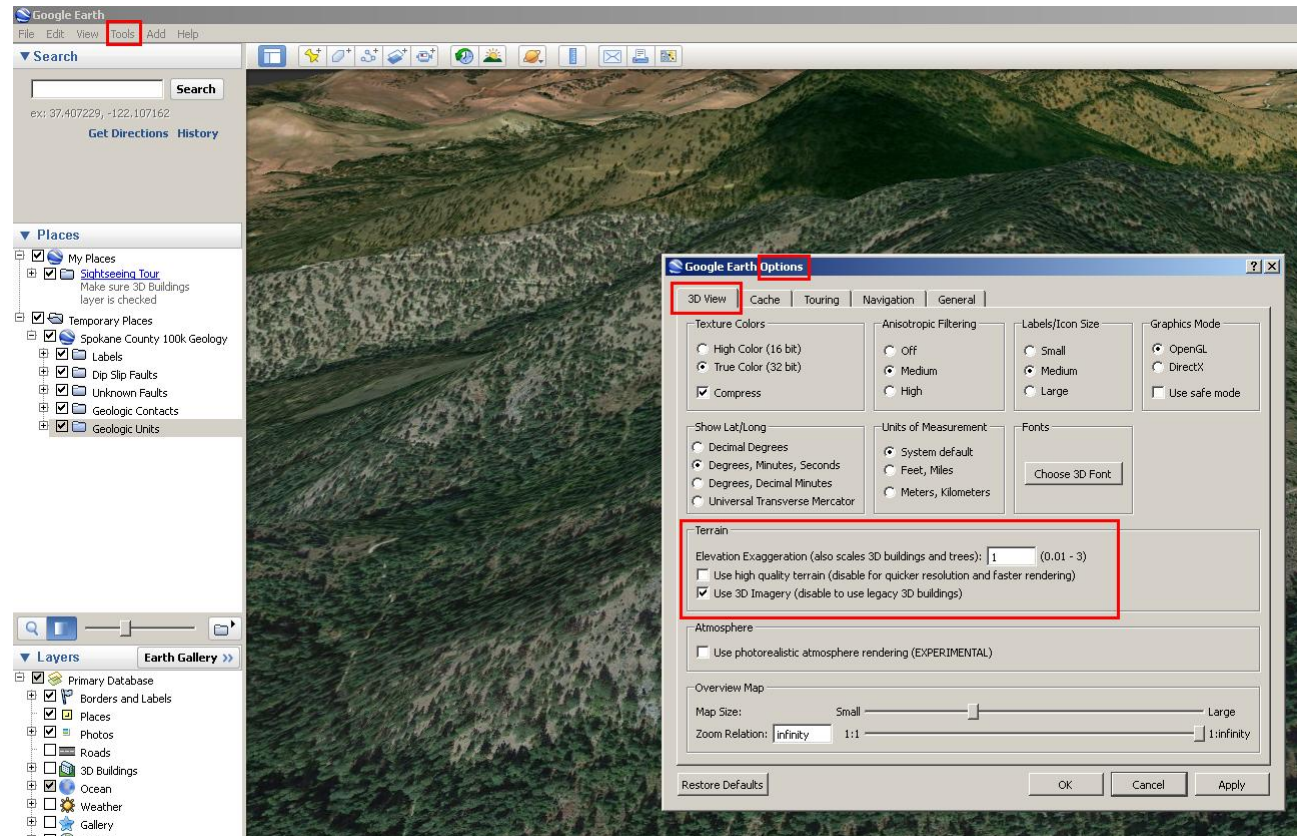 Google Earth
File Edit View Tools Add Help
Search
Search
ex: 37.407229, -122.107162
Get Directions History
Places
My Places
Sightseeing Tour
Make sure 3D Buildings
layer is checked
Temporary Places
Spokane County 100k Geology
Labels
Dip Slip Faults
Unknown Faults
Geologic Contacts
Geologic Units
Layers
Earth Gallery >>
Primary Database
Borders and Labels
Places
Photos
Roads
3D Buildings
Ocean
Weather
Gallery
Google Earth Options
3D View Cache Touring Navigation General
Texture Colors
High Color (16 bit)
True Color (32 bit)
Compress
Anisotropic Filtering
Off
Medium
High
Labels/Icon Size
Small
Medium
Large
Graphics Mode
OpenGL
DirectX
Use safe mode
Show Lat/Long
Decimal Degrees
Degrees, Minutes, Seconds
Degrees, Decimal Minutes
Universal Transverse Mercator
Units of Measurement
System default
Feet, Miles
Meters, Kilometers
Fonts
Choose 3D Font
Terrain
Elevation Exaggeration (also scales 3D buildings and trees): 1 (0.01 - 3)
Use high quality terrain (disable for quicker resolution and faster rendering)
Use 3D Imagery (disable to use legacy 3D buildings)
Atmosphere
Use photorealistic atmosphere rendering (EXPERIMENTAL)
Overview Map
Map Size: Small Large
Zoom Relation: infinity 1:1 1:infinity
Restore Defaults OK Cancel Apply